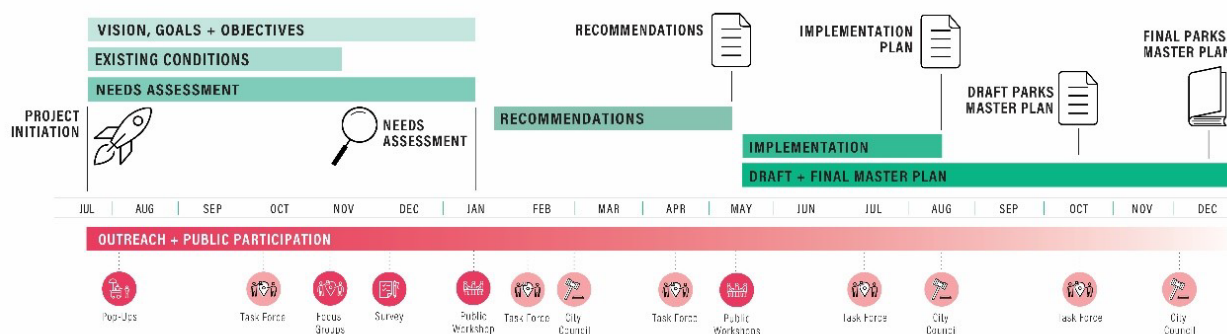 VISION, GOALS + OBJECTIVES
EXISTING CONDITIONS
NEEDS ASSESSMENT
PROJECT
INITIATION
NEEDS
ASSESSMENT
RECOMMENDATIONS
RECOMMENDATIONS
IMPLEMENTATION
PLAN
DRAFT PARKS
MASTER PLAN
FINAL PARKS
MASTER PLAN
IMPLEMENTATION
DRAFT + FINAL MASTER PLAN
JUL AUG SEP OCT NOV DEC JAN FEB MAR APR MAY JUN JUL AUG SEP OCT NOV DEC
OUTREACH + PUBLIC PARTICIPATION
Pop-Ups
Task Force
Focus
Groups
Survey
Public
Workshop
Task Force
City
Council
Task Force
Public
Workshops
Task Force
City
Council
Task Force
City
Council